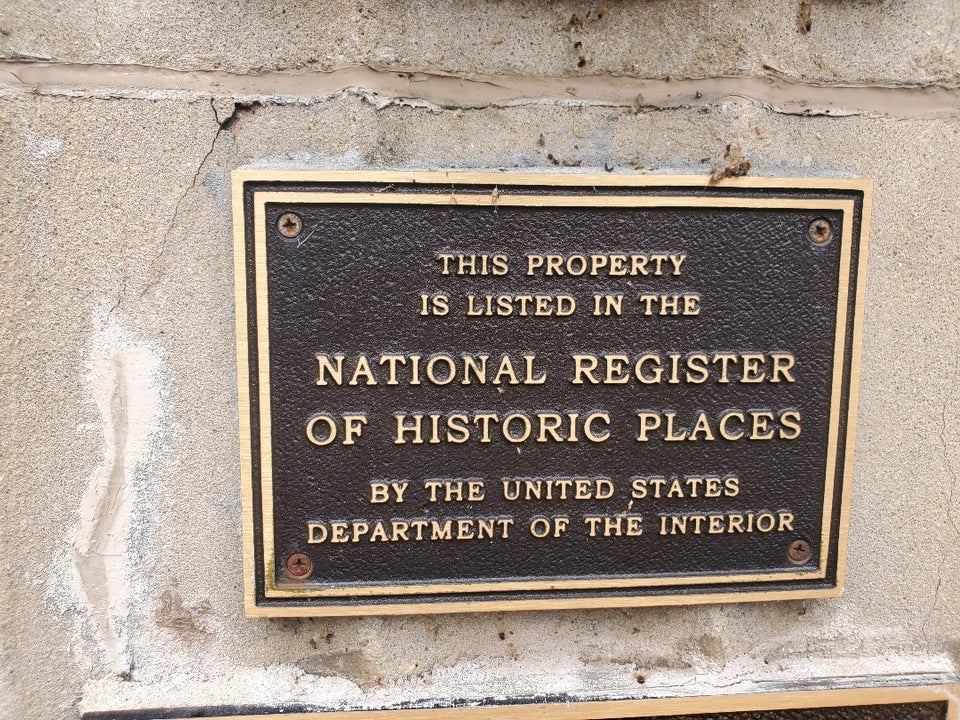 THIS PROPERTY
IS LISTED IN THE
NATIONAL REGISTER
OF HISTORIC PLACES
BY THE UNITED STATES
DEPARTMENT OF THE INTERIOR